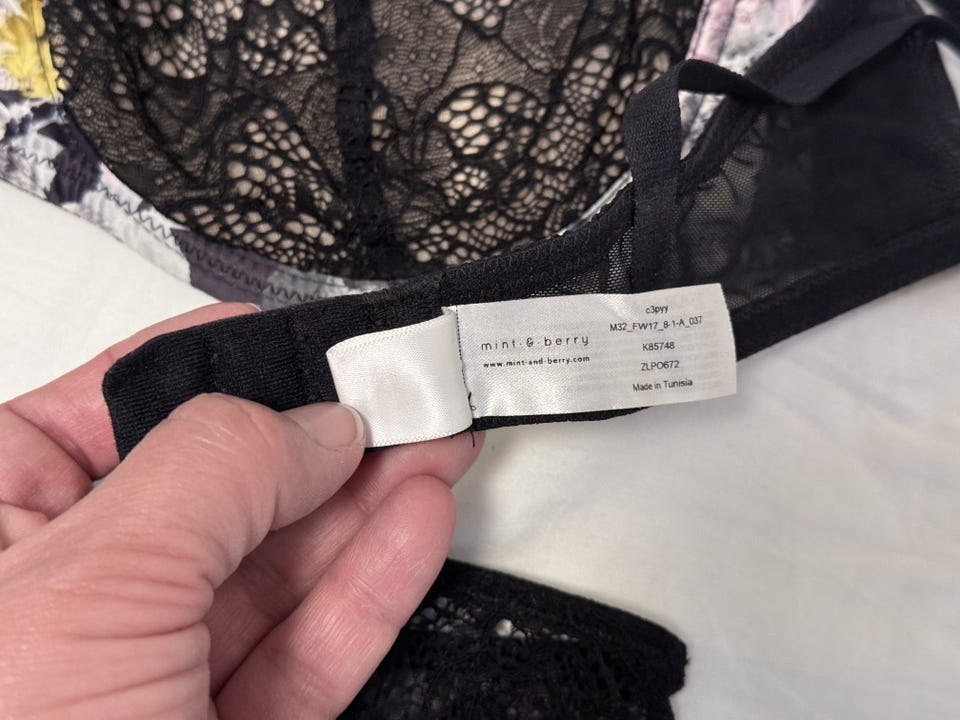 mint & berry
www.mint-and-berry.com
c3pyy
M32_FW17_8-1-A_037
K85748
ZLPO672
Made in Tunisia